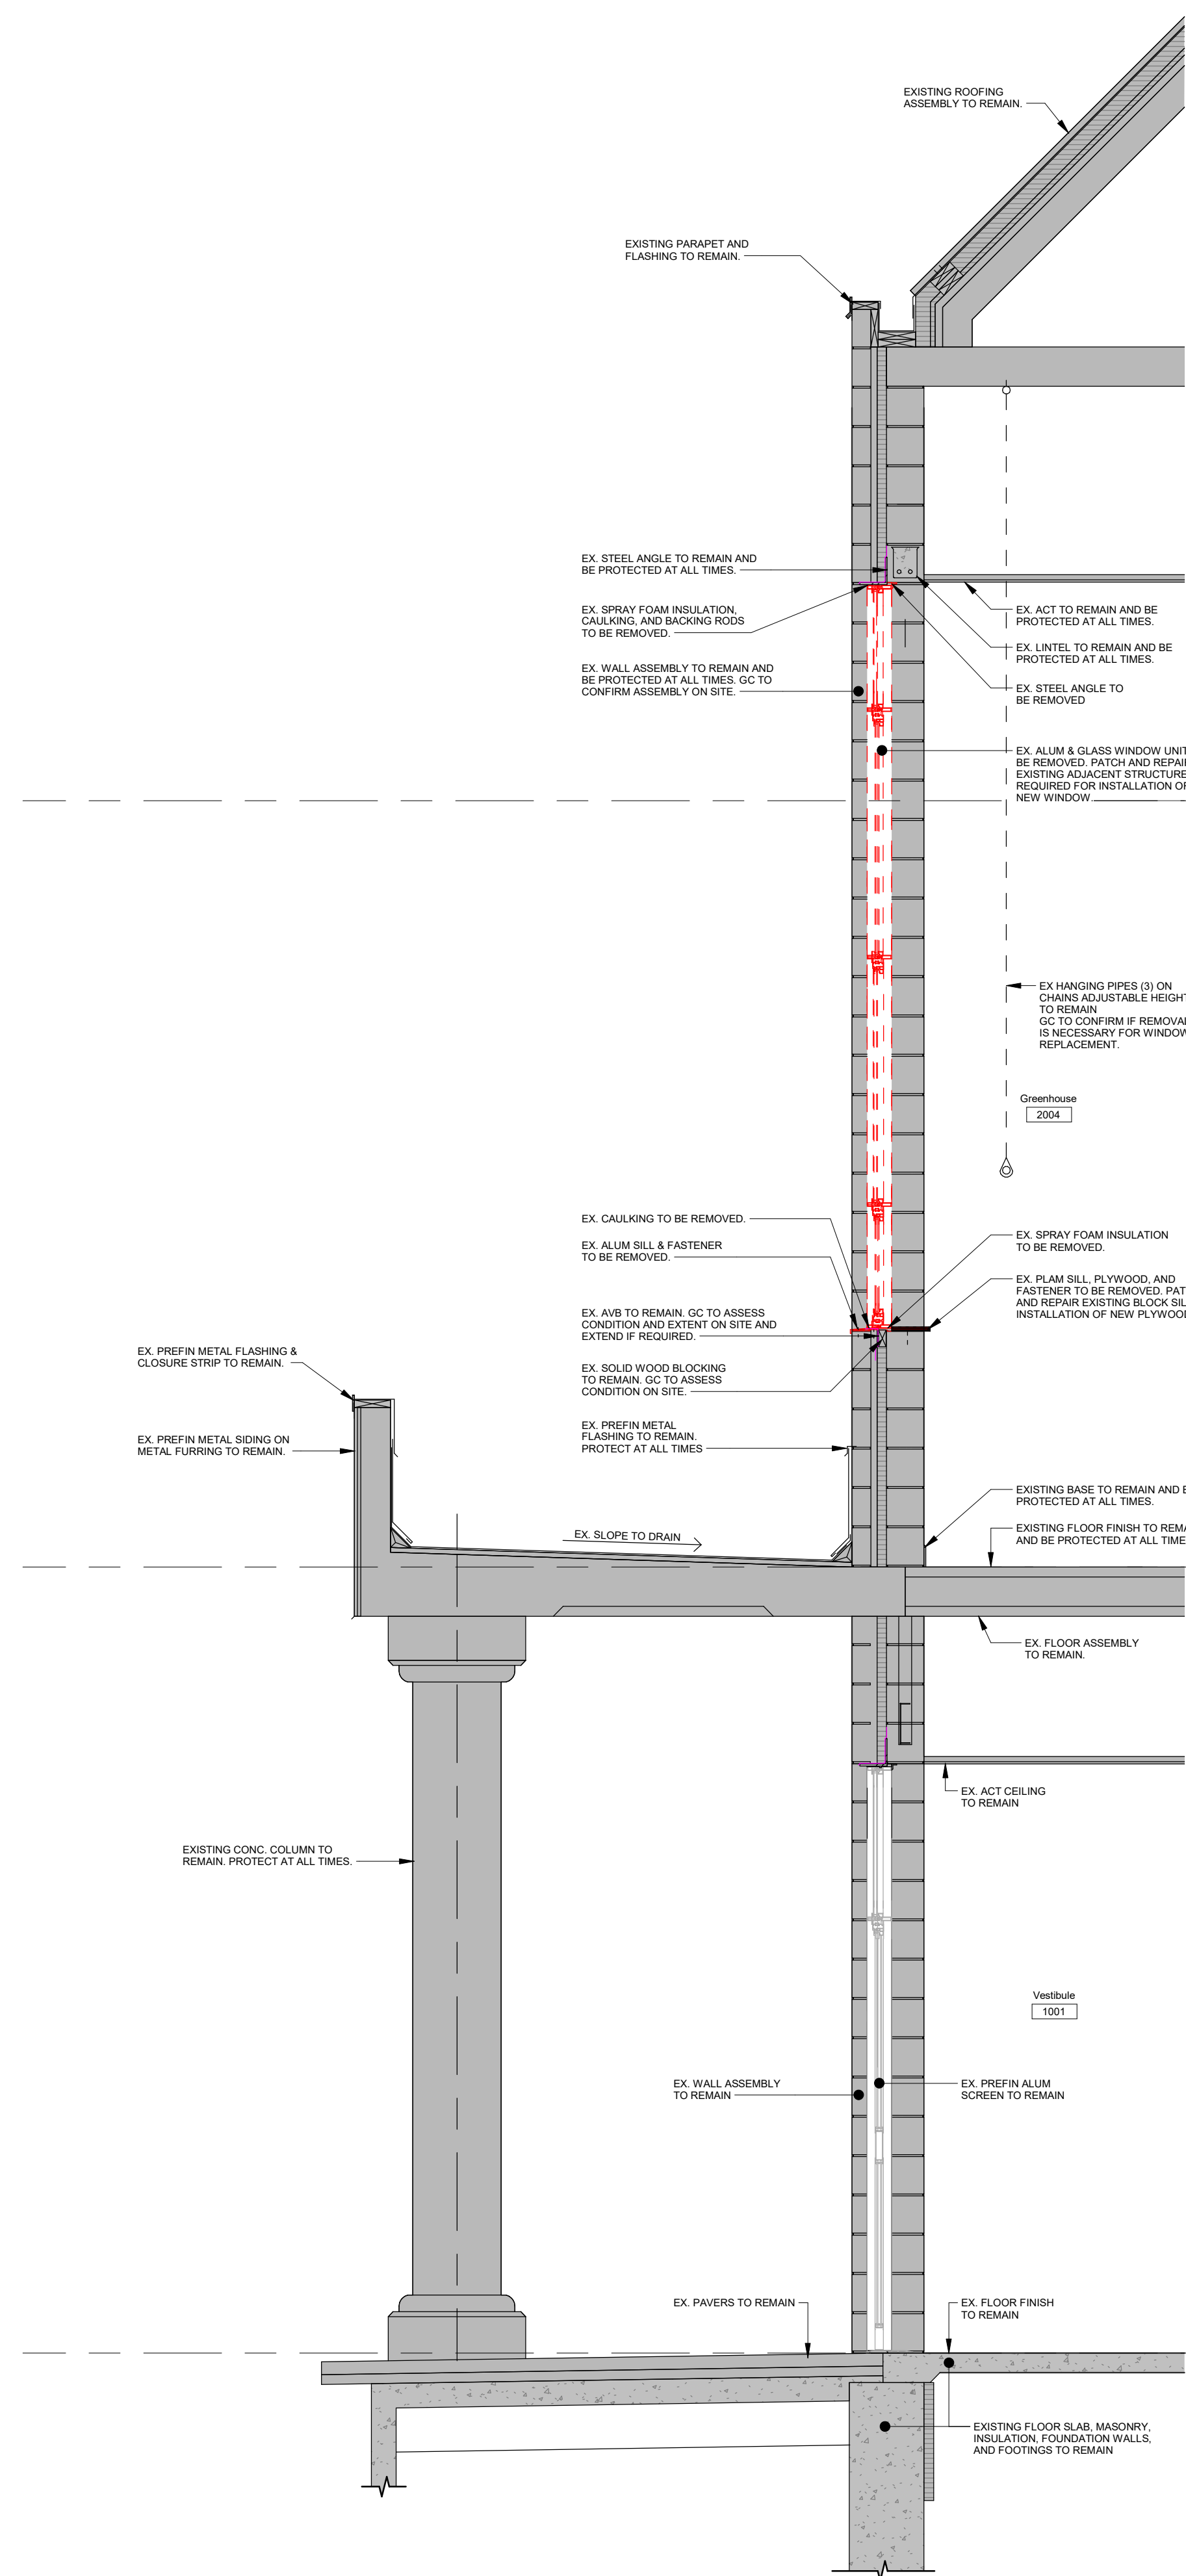 EXISTING ROOFING
ASSEMBLY TO REMAIN.
EXISTING PARAPET AND
FLASHING TO REMAIN.
EX. STEEL ANGLE TO REMAIN AND
BE PROTECTED AT ALL TIMES.
EX. SPRAY FOAM INSULATION,
CAULKING, AND BACKING RODS
TO BE REMOVED.
EX. WALL ASSEMBLY TO REMAIN AND
BE PROTECTED AT ALL TIMES. GC TO
CONFIRM ASSEMBLY ON SITE.
EX. ACT TO REMAIN AND BE
PROTECTED AT ALL TIMES.
EX. LINTEL TO REMAIN AND BE
PROTECTED AT ALL TIMES.
EX. STEEL ANGLE TO
BE REMOVED
EX. ALUM & GLASS WINDOW UNIT
BE REMOVED. PATCH AND REPAI
EXISTING ADJACENT STRUCTURE
REQUIRED FOR INSTALLATION OF
NEW WINDOW.
EX HANGING PIPES (3) ON
CHAINS ADJUSTABLE HEIGHT
TO REMAIN
GC TO CONFIRM IF REMOVAL
IS NECESSARY FOR WINDOW
REPLACEMENT.
Greenhouse
2004
EX. CAULKING TO BE REMOVED.
EX. ALUM SILL & FASTENER
TO BE REMOVED.
EX. AVB TO REMAIN. GC TO ASSESS
CONDITION AND EXTENT ON SITE AND
EXTEND IF REQUIRED.
EX. SOLID WOOD BLOCKING
TO REMAIN. GC TO ASSESS
CONDITION ON SITE.
EX. PREFIN METAL
FLASHING TO REMAIN.
PROTECT AT ALL TIMES
EX. SPRAY FOAM INSULATION
TO BE REMOVED.
EX. PLAM SILL, PLYWOOD, AND
FASTENER TO BE REMOVED. PAT
AND REPAIR EXISTING BLOCK SIL
INSTALLATION OF NEW PLYWOOD
EX. PREFIN METAL FLASHING &
CLOSURE STRIP TO REMAIN.
EX. PREFIN METAL SIDING ON
METAL FURRING TO REMAIN.
EX. SLOPE TO DRAIN
EXISTING BASE TO REMAIN AND B
PROTECTED AT ALL TIMES.
EXISTING FLOOR FINISH TO REMA
AND BE PROTECTED AT ALL TIME
EX. FLOOR ASSEMBLY
TO REMAIN.
EX. ACT CEILING
TO REMAIN
EXISTING CONC. COLUMN TO
REMAIN. PROTECT AT ALL TIMES.
Vestibule
1001
EX. WALL ASSEMBLY
TO REMAIN
EX. PREFIN ALUM
SCREEN TO REMAIN
EX. PAVERS TO REMAIN
EX. FLOOR FINISH
TO REMAIN
EXISTING FLOOR SLAB, MASONRY,
INSULATION, FOUNDATION WALLS,
AND FOOTINGS TO REMAIN